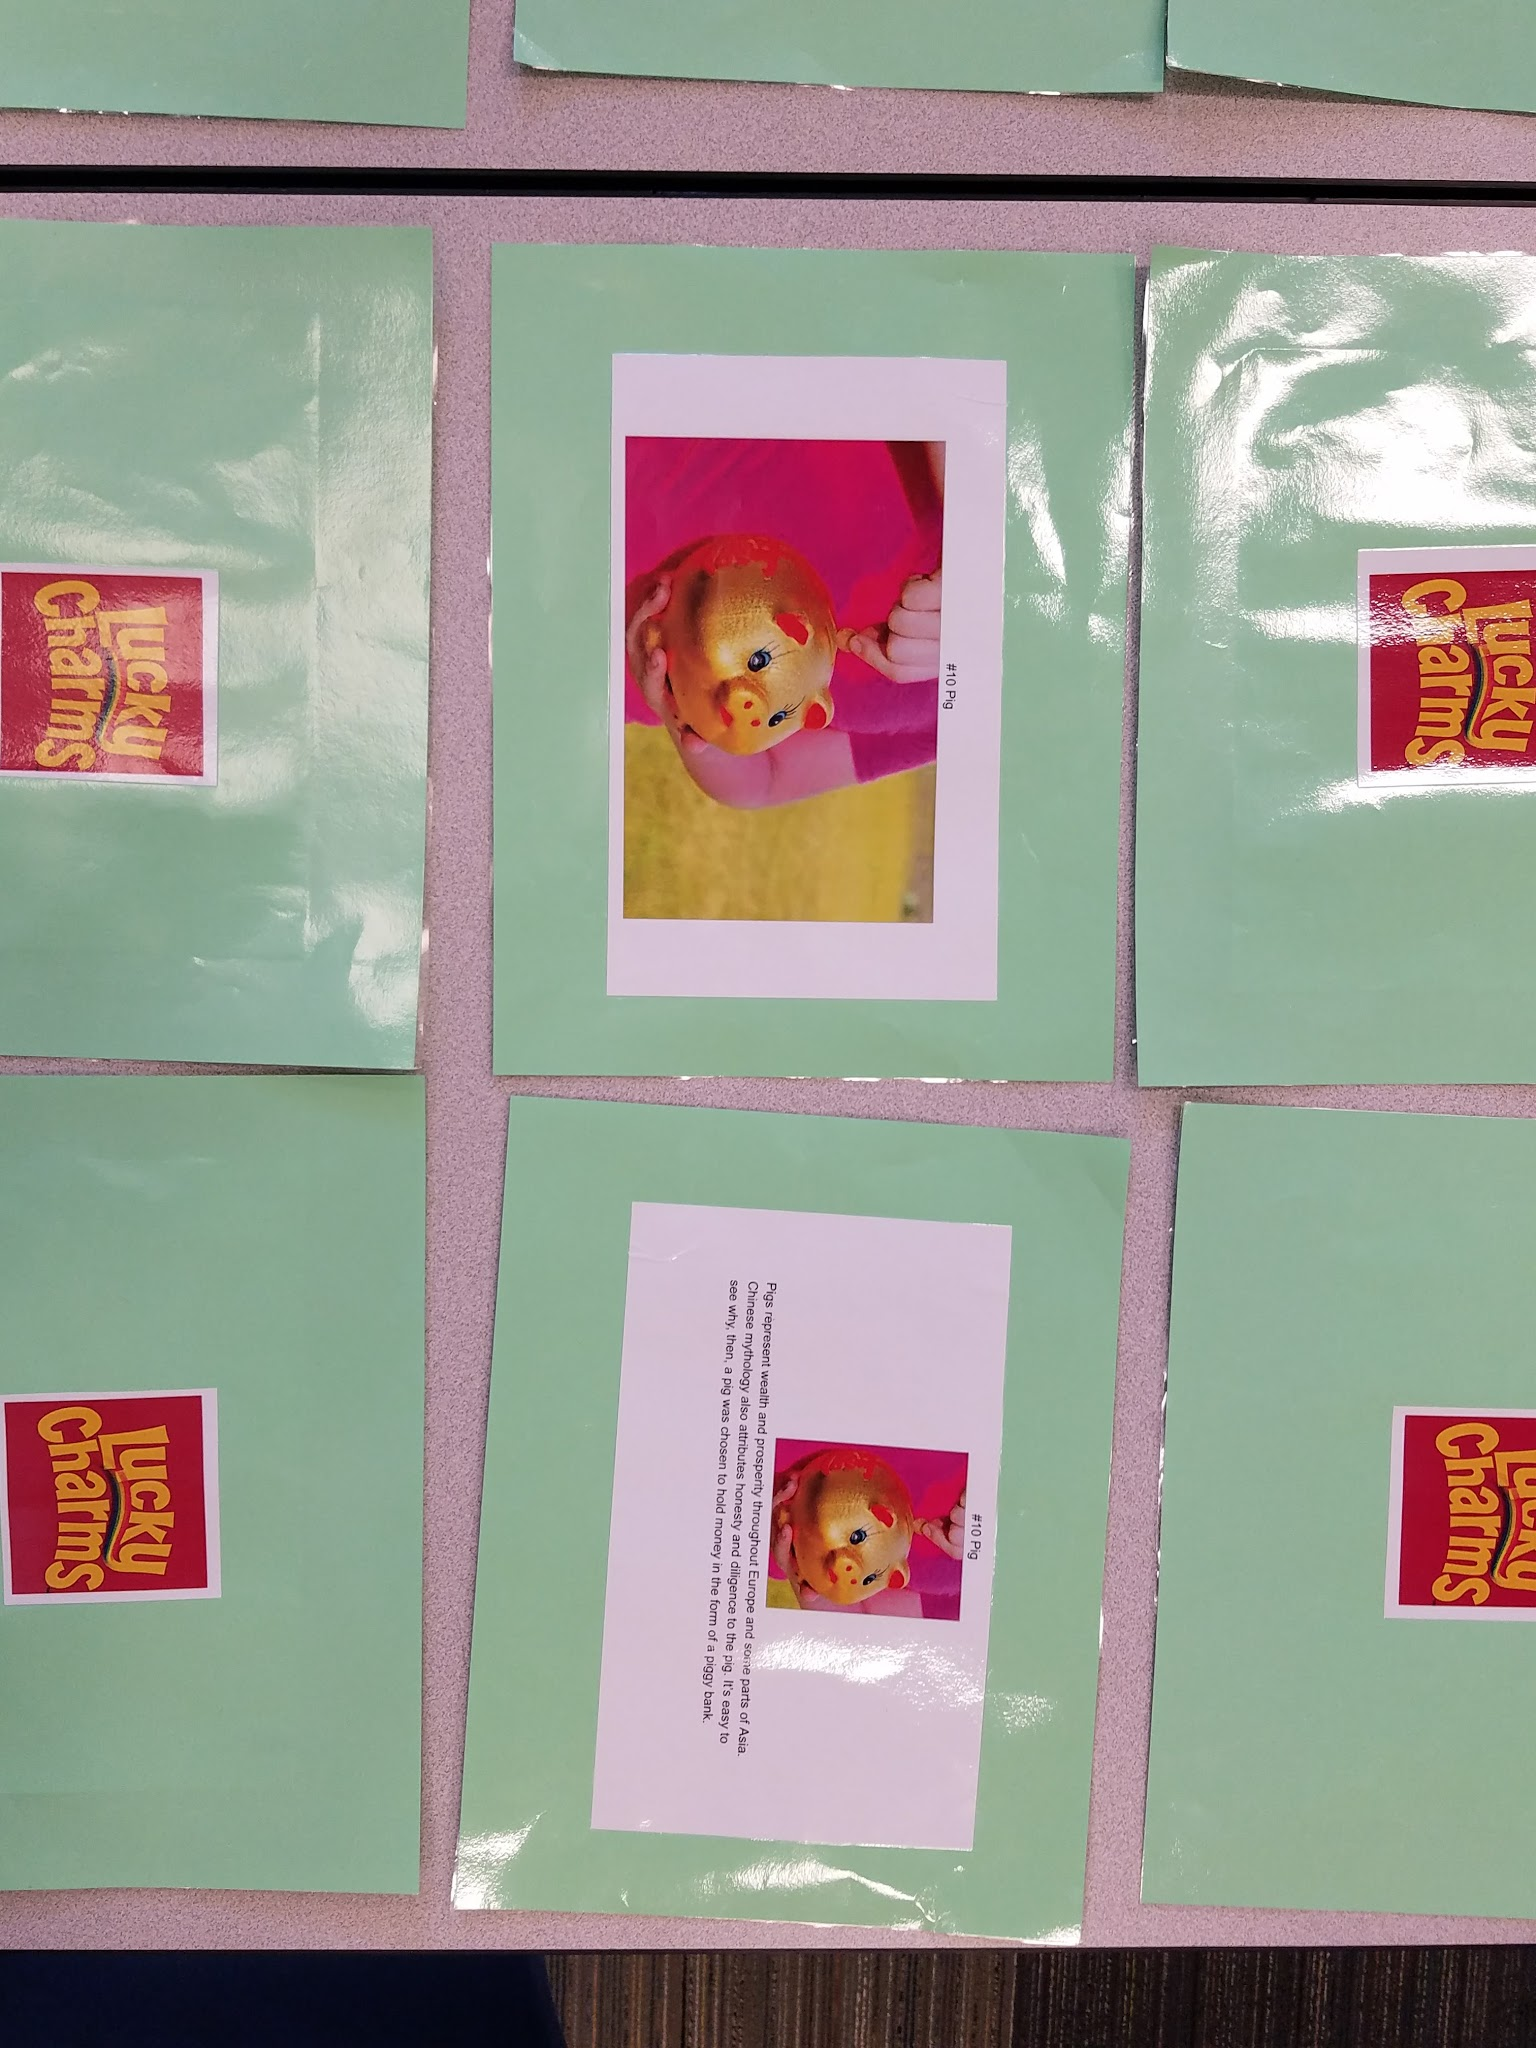 #10 Pig
#10 Pig
Pigs represent wealth and prosperity throughout Europe and some parts of Asia.
Chinese mythology also attributes honesty and diligence to the pig. It's easy to
see why, then, a pig was chosen to hold money in the form of a piggy bank.
Lucky
Charms
Lucky
Charms
Lucky
Charms
Lucky
Charms